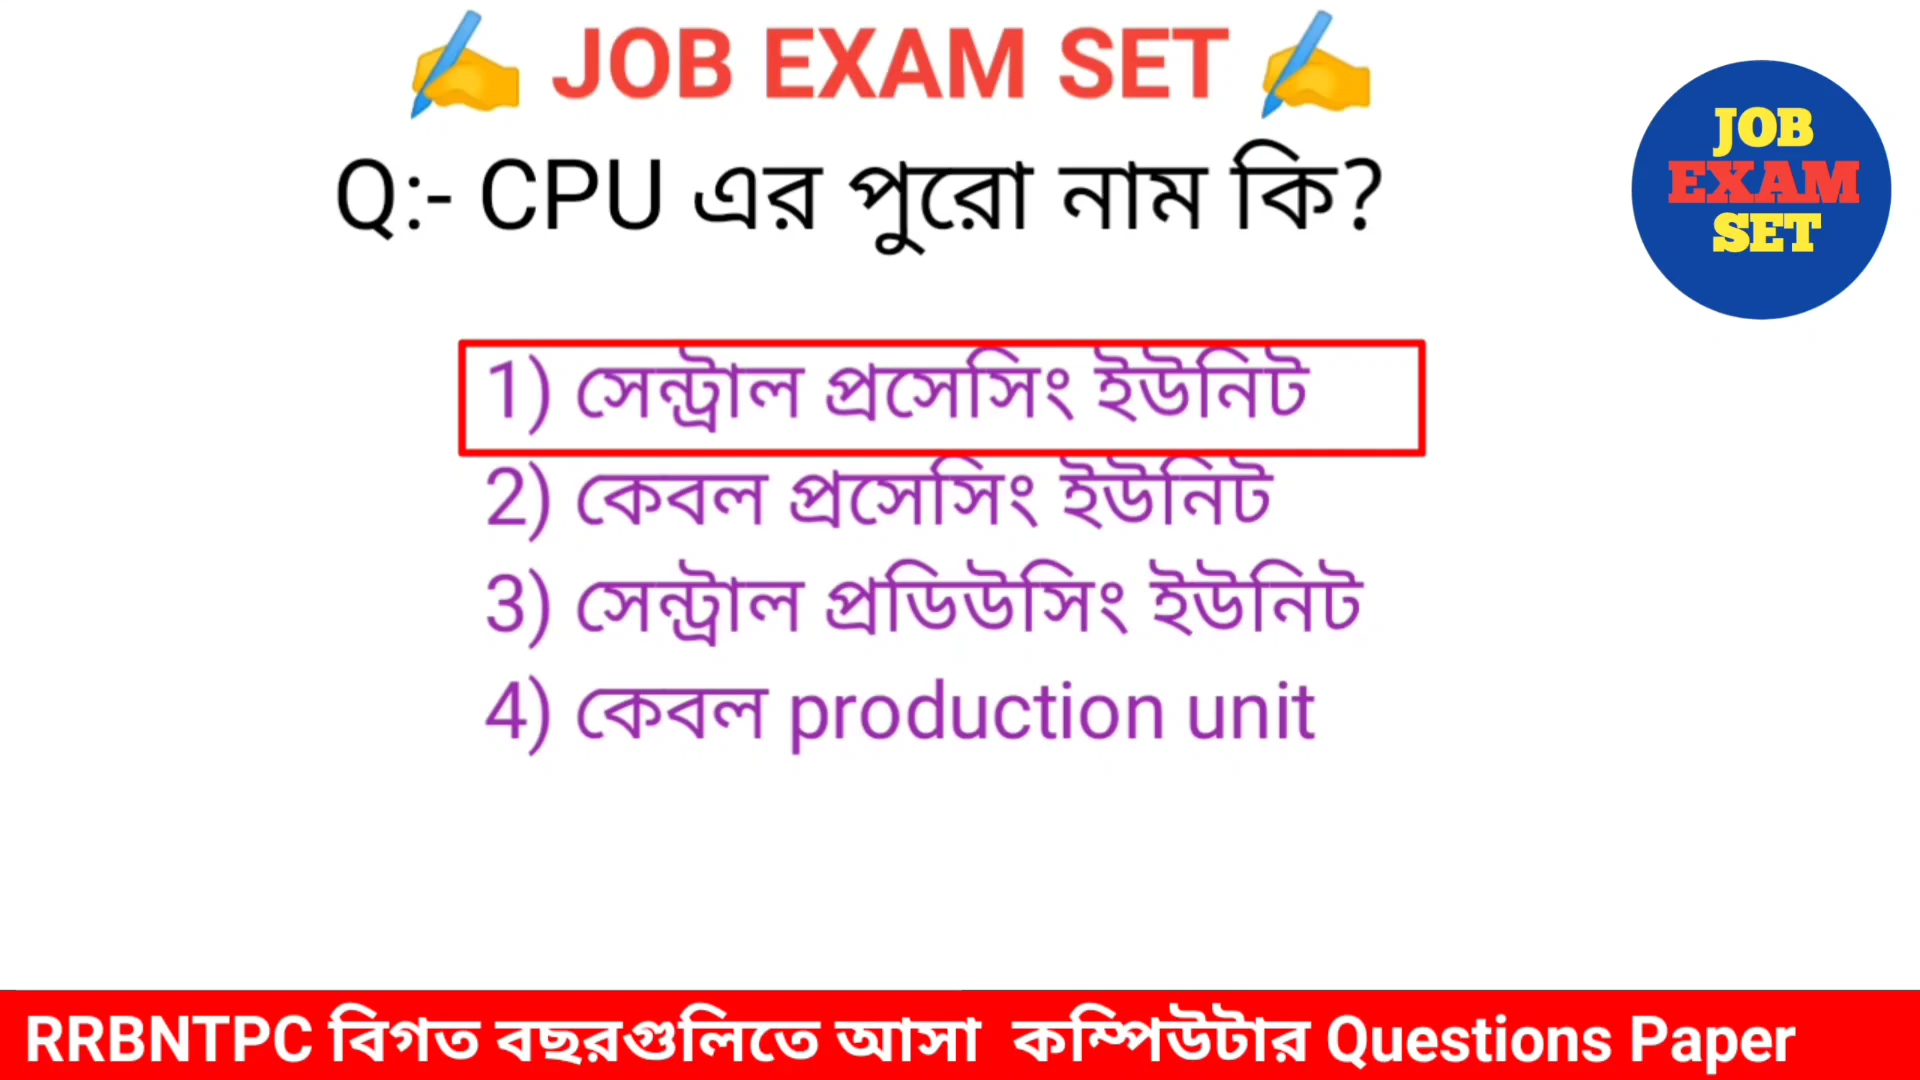 ✍️ JOB EXAM SET ✍️
Q:- CPU এর পুরো নাম কি?
JOB
EXAM
SET
1) সেন্ট্রাল প্রসেসিং ইউনিট
2) কেবল প্রসেসিং ইউনিট
3) সেন্ট্রাল প্রডিউসিং ইউনিট
4) কেবল production unit
RRBNTPC বিগত বছরগুলিতে আসা কম্পিউটার Questions Paper